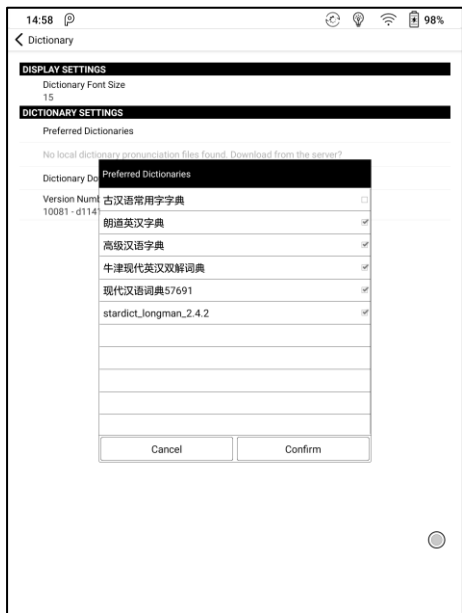 14:58
98%
Dictionary
DISPLAY SETTINGS
Dictionary Font Size
15
DICTIONARY SETTINGS
Preferred Dictionaries
No local dictionary pronunciation files found. Download from the server?
Dictionary Do
Version Numb
10081 - d1141
Preferred Dictionaries
古汉语常用字字典
朗道英汉字典
高级汉语字典
牛津现代英汉双解词典
现代汉语词典57691
stardict_longman_2.4.2
Cancel
Confirm